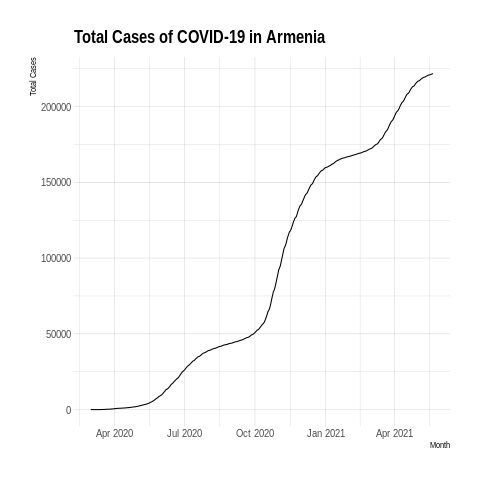 Total Cases of COVID-19 in Armenia
Total Cases
200000
150000
100000
50000
0
Apr 2020 Jul 2020 Oct 2020 Jan 2021 Apr 2021
Month